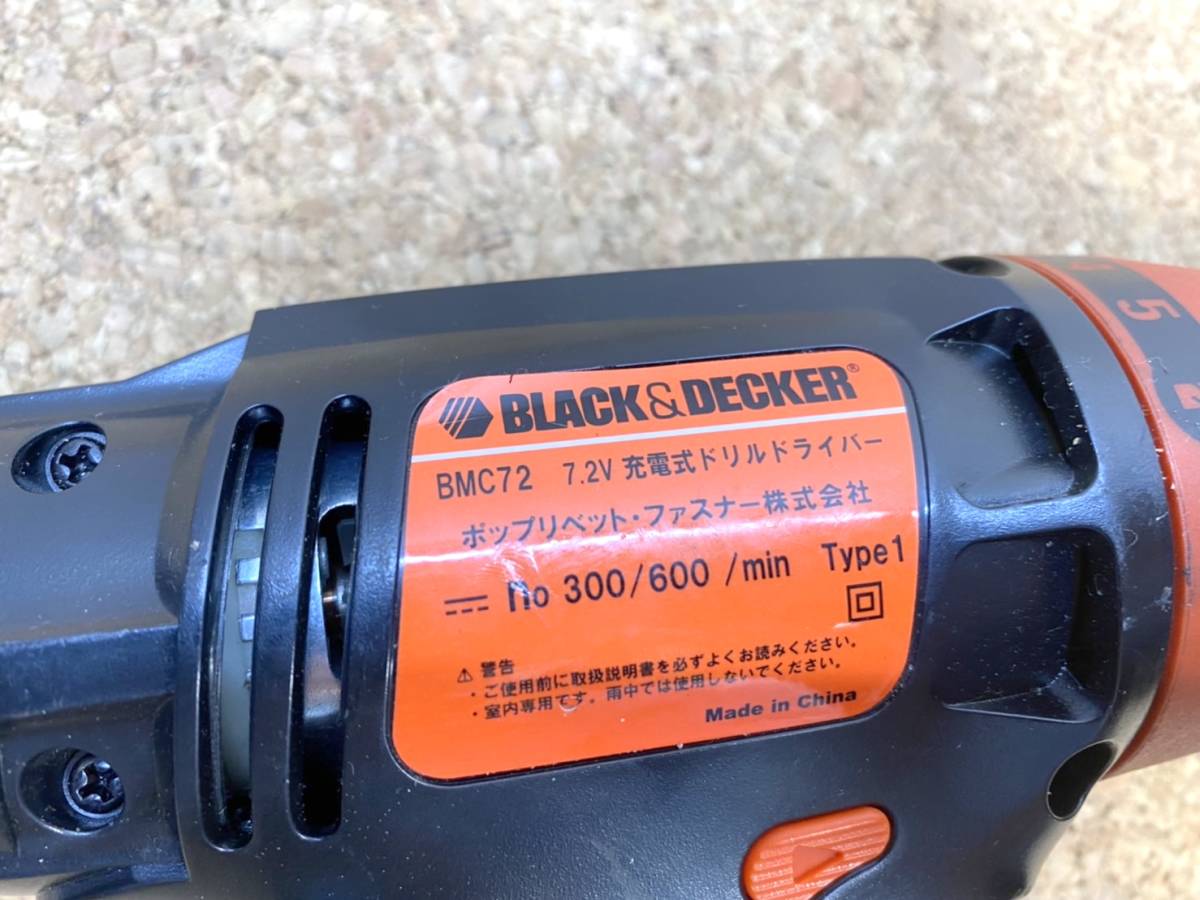 BLACK&DECKER®
BMC72 7.2V 充電式ドリルドライバー
ポップリベット・ファスナー株式会社
no 300/600 /min Type1
⚠ 警告
・ご使用前に取扱説明書を必ずよくお読みください。
・室内専用です。雨中では使用しないでください。
Made in China
5